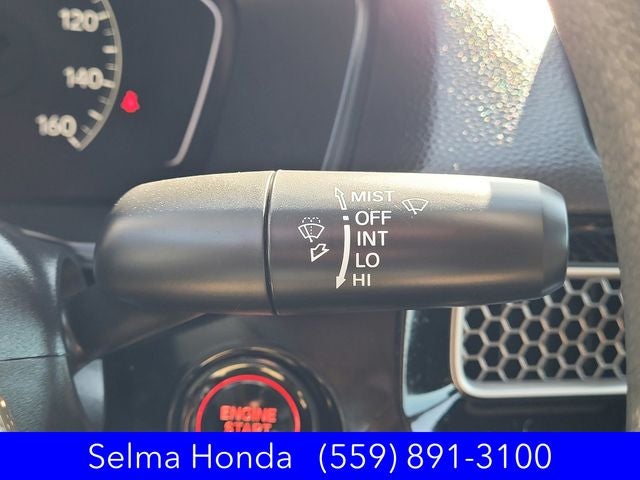 120
140
160
MIST
OFF
INT
LO
HI
ENGINE
START
Selma Honda (559) 891-3100